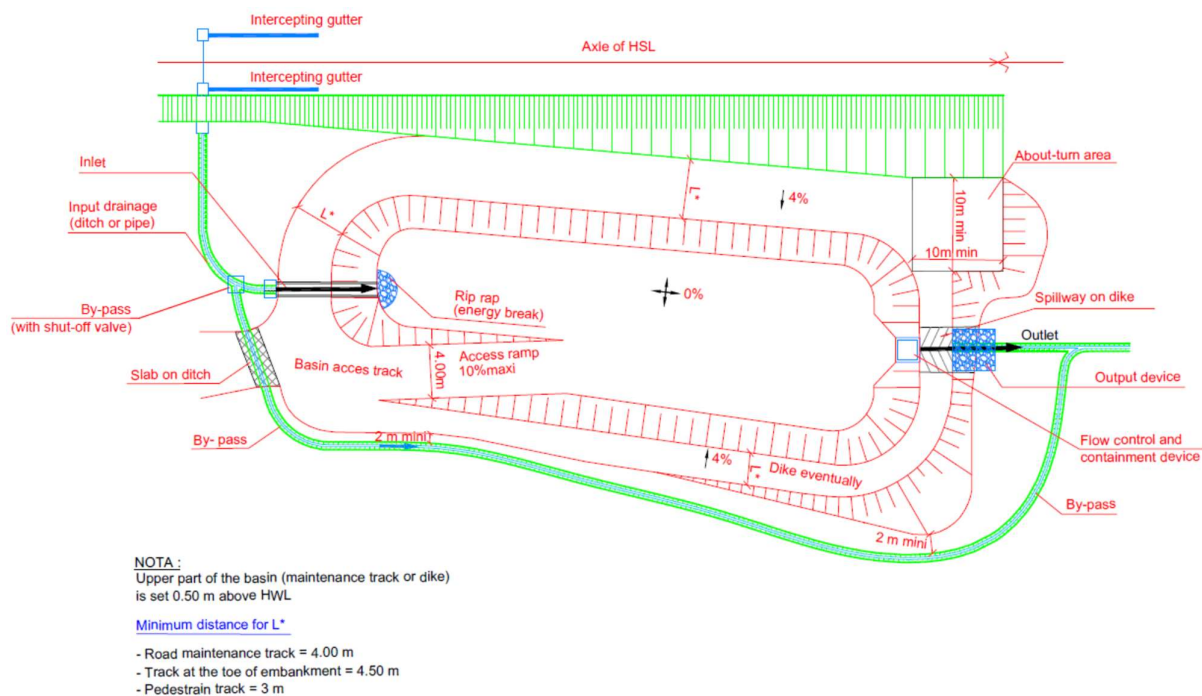 Intercepting gutter
Axle of HSL
Intercepting gutter
Inlet
About-turn area
L*
4%
10m min
Input drainage
(ditch or pipe)
L*
10m min
Rip rap
(energy break)
0%
Spillway on dike
By-pass
(with shut-off valve)
Outlet
Basin acces track
4,00m
Access ramp
10%maxi
Slab on ditch
Output device
By- pass
2 m mini
4%
L*
Dike eventually
Flow control and
containment device
By-pass
2 m mini
NOTA :
Upper part of the basin (maintenance track or dike)
is set 0.50 m above HWL
Minimum distance for L*
- Road maintenance track = 4.00 m
- Track at the toe of embankment = 4.50 m
- Pedestrain track = 3 m